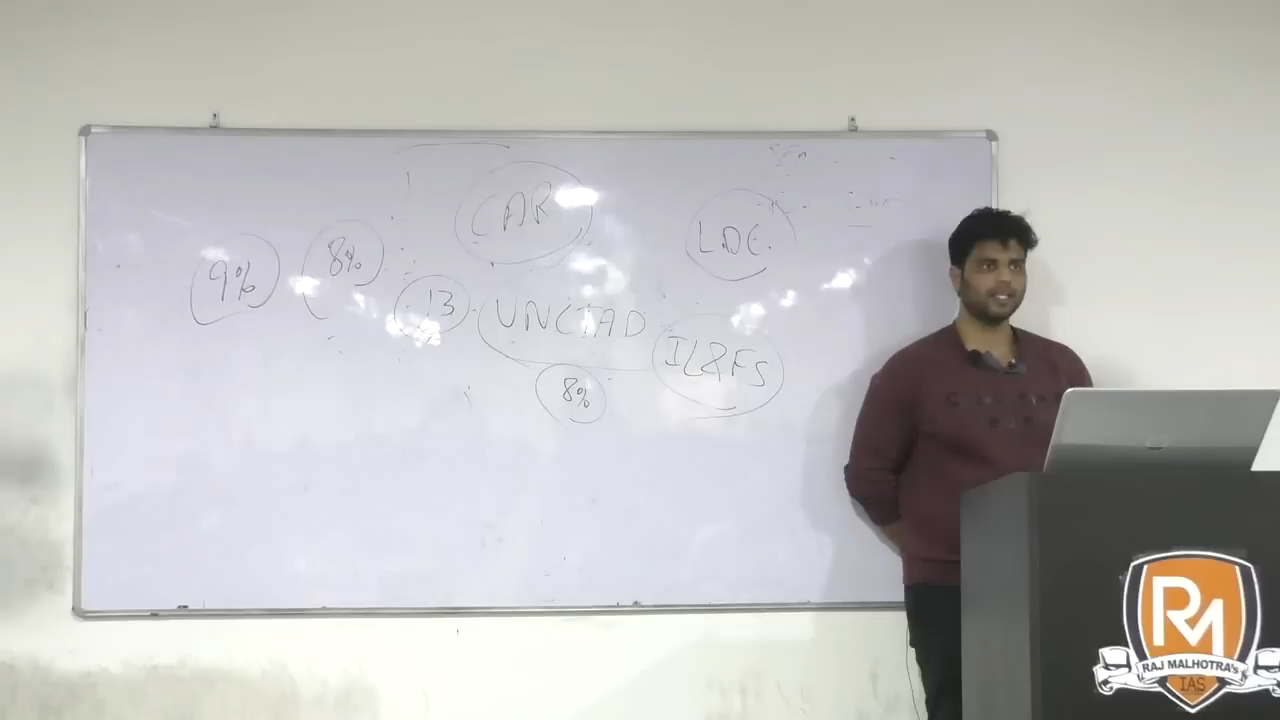 CAR
LDC.
9%
8%
13
UNCTAD
IL&FS
8%
RM
RAJ MALHOTRA's
IAS